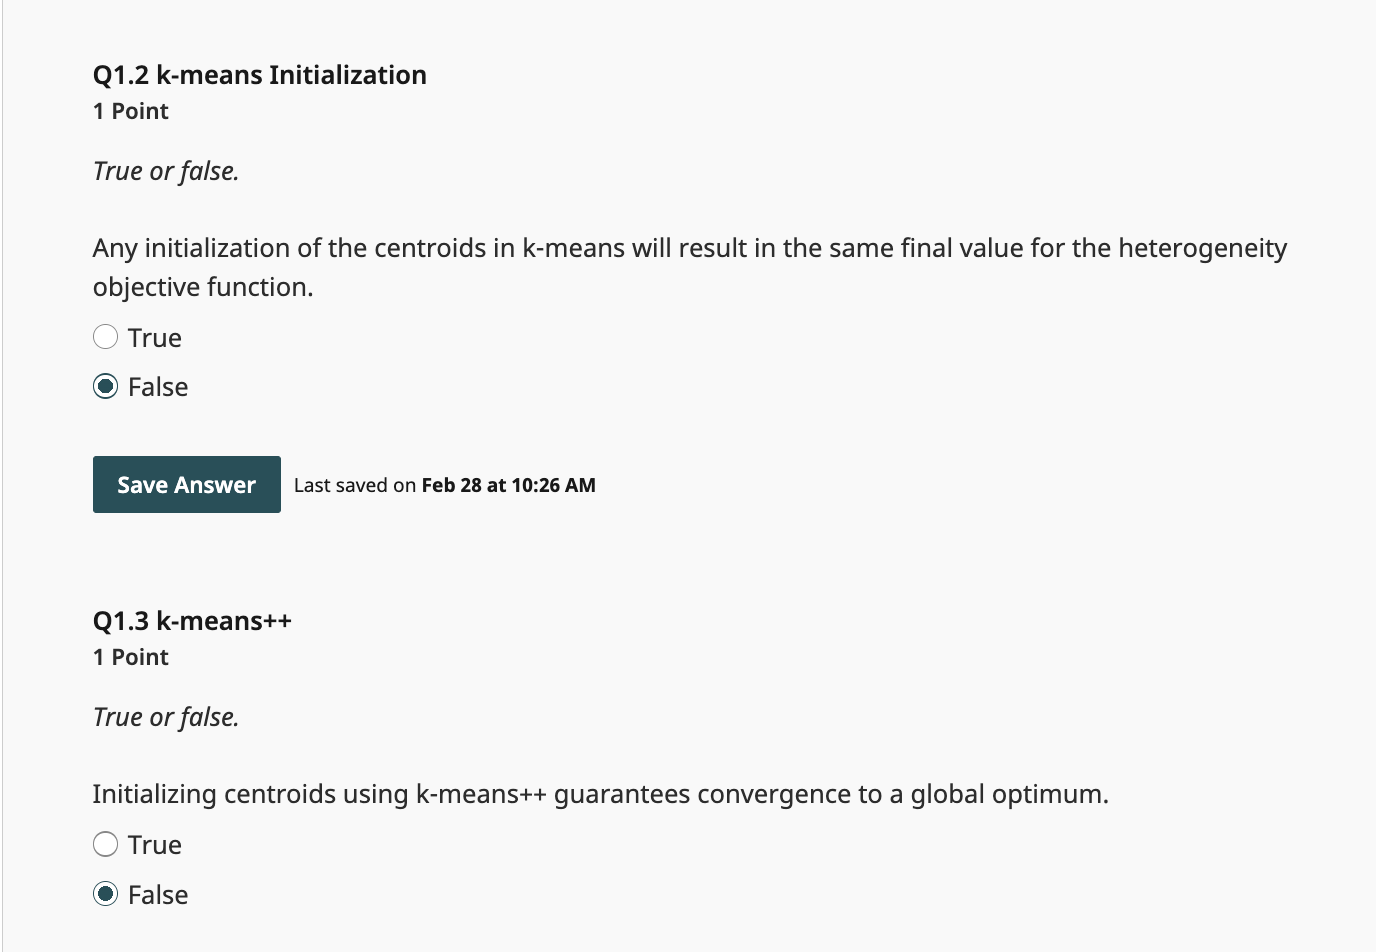 Q1.2 k-means Initialization
1 Point
True or false.
Any initialization of the centroids in k-means will result in the same final value for the heterogeneity
objective function.
True
False
Save Answer Last saved on Feb 28 at 10:26 AM
Q1.3 k-means++
1 Point
True or false.
Initializing centroids using k-means++ guarantees convergence to a global optimum.
True
False